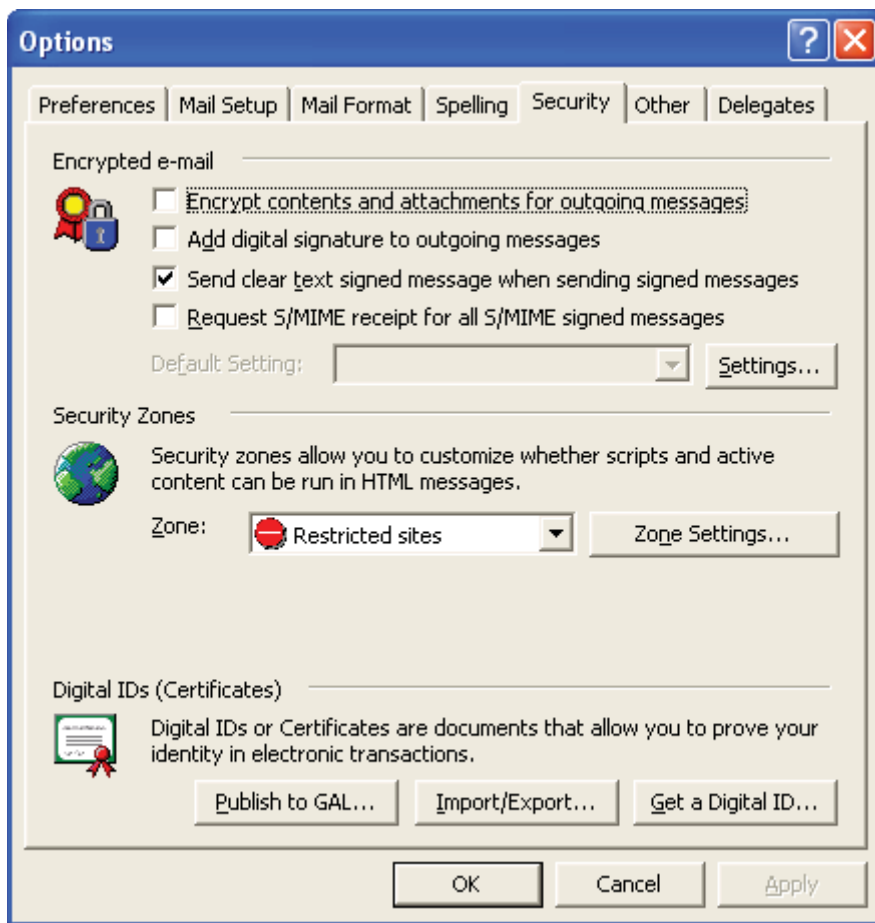 Options
Preferences Mail Setup Mail Format Spelling Security Other Delegates
Encrypted e-mail
Encrypt contents and attachments for outgoing messages
Add digital signature to outgoing messages
Send clear text signed message when sending signed messages
Request S/MIME receipt for all S/MIME signed messages
Default Setting: Settings...
Security Zones
Security zones allow you to customize whether scripts and active
content can be run in HTML messages.
Zone: Restricted sites Zone Settings...
Digital IDs (Certificates)
Digital IDs or Certificates are documents that allow you to prove your
identity in electronic transactions.
Publish to GAL... Import/Export... Get a Digital ID...
OK Cancel Apply